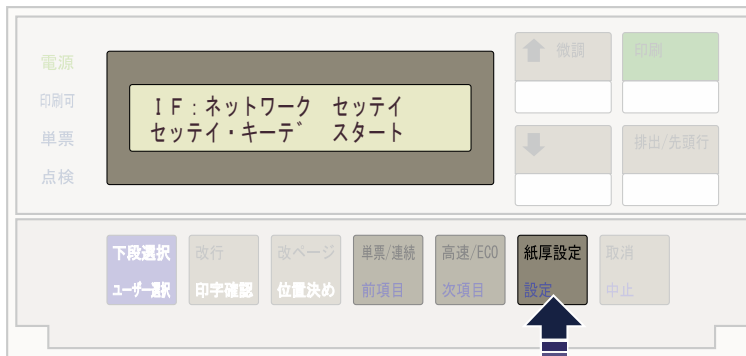 電源
印刷可
単票
点検
IF:ネットワーク セッテイ
セッテイ・キーデ゛ スタート
微調
印刷
排出/先頭行
下段選択
ユーザー選択
改行
印字確認
改ページ
位置決め
単票/連続
前項目
高速/ECO
次項目
紙厚設定
設定
取消
中止